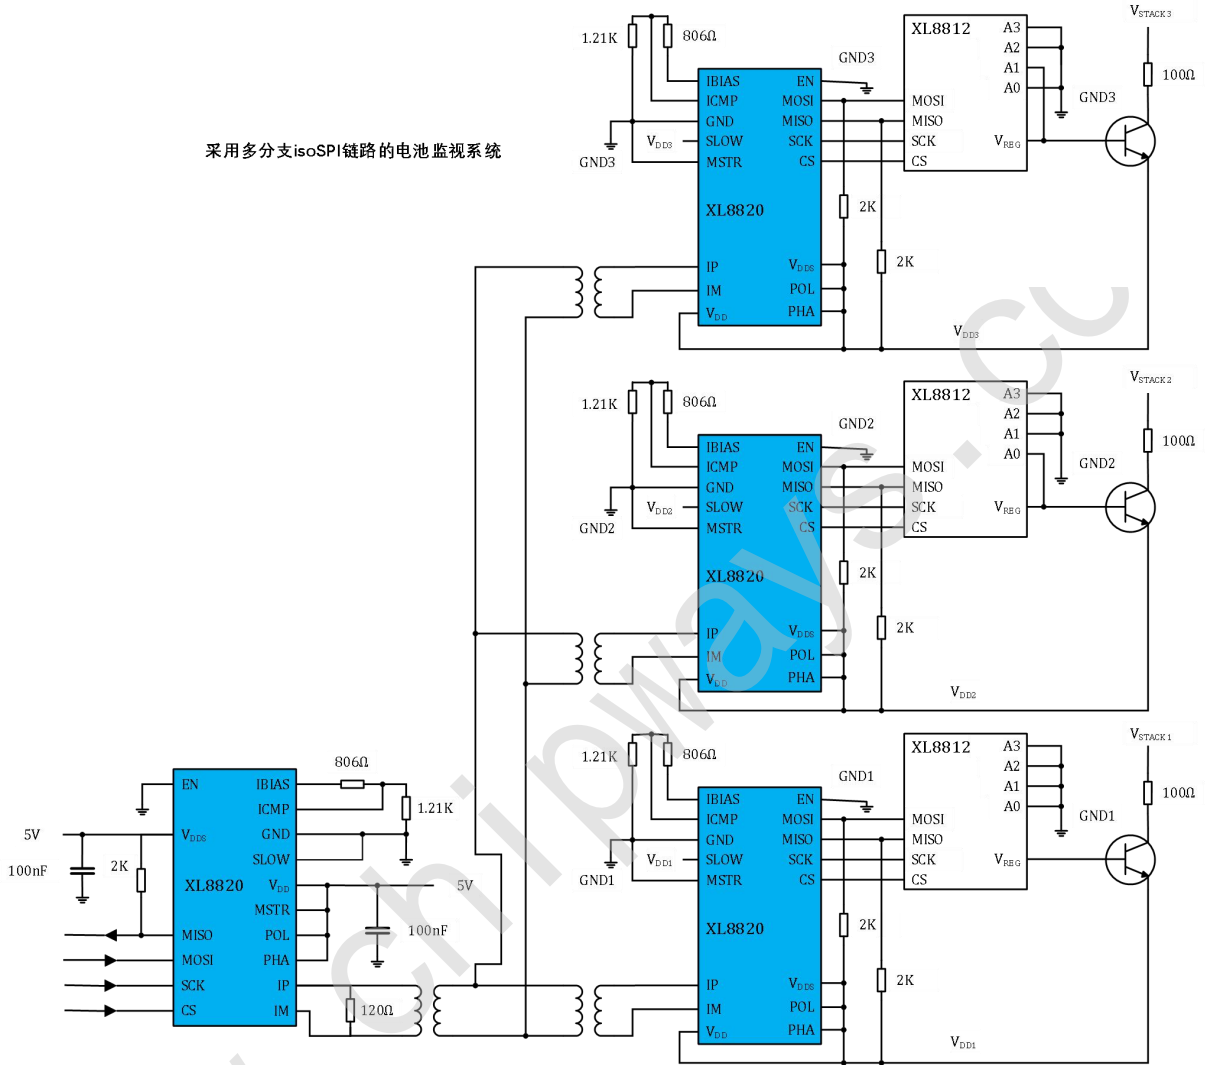 采用多分支isoSPI链路的电池监视系统
1.21K
806Ω
GND3
XL8812
A3
A2
A1
A0
VSTACK3
100Ω
GND3
IBIAS
EN
ICMP
MOSI
MOSI
GND
MISO
MISO
VDD3
SLOW
SCK
SCK
VREG
GND3
MSTR
CS
CS
XL8820
2K
2K
IP
VDDS
IM
POL
VDD
PHA
VDD3
1.21K
806Ω
GND2
XL8812
A3
A2
A1
A0
VSTACK2
100Ω
GND2
IBIAS
EN
ICMP
MOSI
MOSI
GND
MISO
MISO
VDD2
SLOW
SCK
SCK
VREG
GND2
MSTR
CS
CS
XL8820
2K
2K
IP
VDDS
IM
POL
VDD
PHA
VDD2
1.21K
806Ω
GND1
XL8812
A3
A2
A1
A0
VSTACK1
100Ω
GND1
IBIAS
EN
ICMP
MOSI
MOSI
GND
MISO
MISO
VDD1
SLOW
SCK
SCK
VREG
GND1
MSTR
CS
CS
XL8820
2K
2K
IP
VDDS
IM
POL
VDD
PHA
VDD1
806Ω
1.21K
EN
IBIAS
ICMP
5V
VDDS
GND
100nF
2K
SLOW
XL8820
VDD
5V
MSTR
100nF
MISO
POL
MOSI
PHA
SCK
IP
CS
IM
120Ω
chipways.co